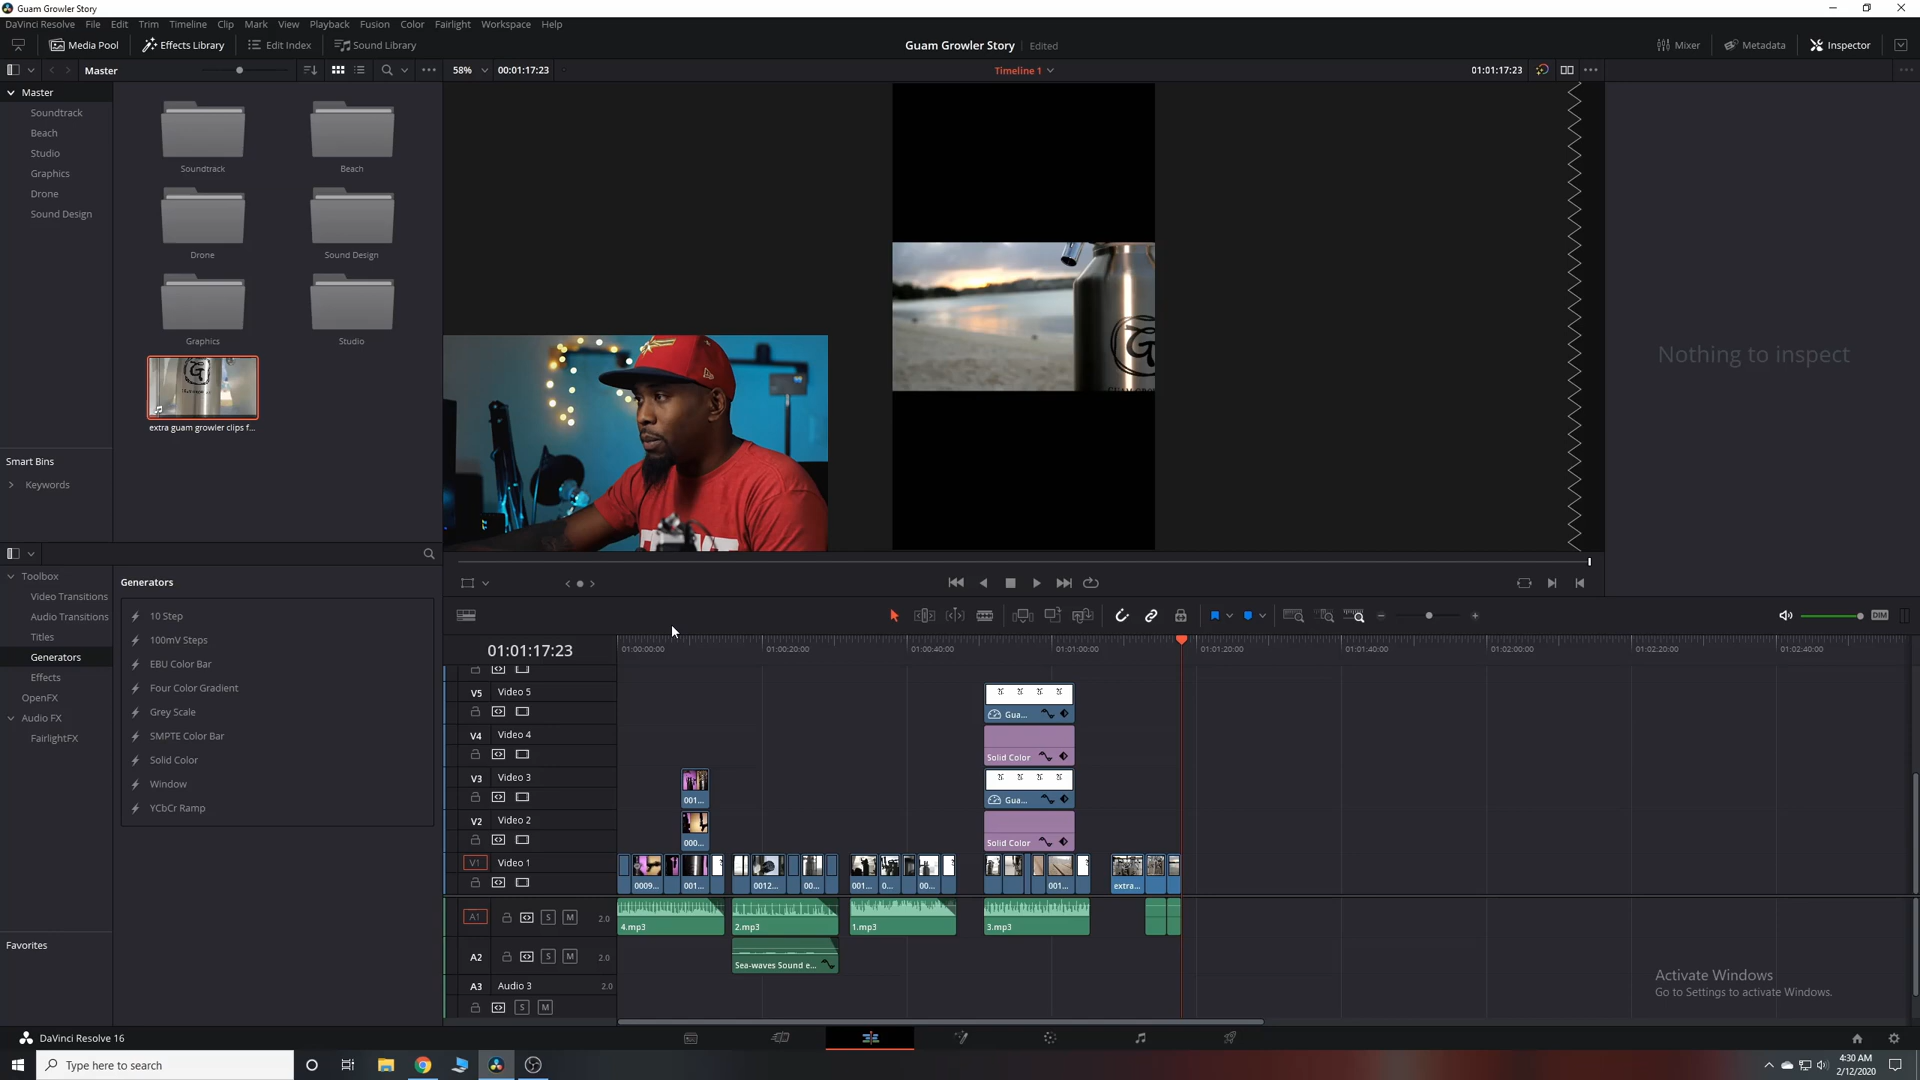 Guam Growler Story
DaVinci Resolve File Edit Trim Timeline Clip Mark View Playback Fusion Color Fairlight Workspace Help
Media Pool Effects Library Edit Index Sound Library Guam Growler Story Edited Mixer Metadata Inspector
Master 58% 00:01:17:23 Timeline 1 01:01:17:23
Master
Soundtrack
Beach
Studio
Graphics
Drone
Sound Design
Soundtrack Beach
Drone Sound Design
Graphics Studio
extra guam growler clips f...
Nothing to inspect
Smart Bins
Keywords
Toolbox
Video Transitions
Audio Transitions
Titles
Generators
Effects
OpenFX
Audio FX
FairlightFX
Favorites
Generators
10 Step
100mV Steps
EBU Color Bar
Four Color Gradient
Grey Scale
SMPTE Color Bar
Solid Color
Window
YCbCr Ramp
DIM
01:01:17:23 01:00:00:00 01:00:20:00 01:00:40:00 01:01:00:00 01:01:20:00 01:01:40:00 01:02:00:00 01:02:20:00 01:02:40:00
V5 Video 5
Gua...
V4 Video 4
Solid Color
V3 Video 3
001... Gua...
V2 Video 2
000... Solid Color
V1 Video 1
0009... 001... 0012... 00... 001... 0... 00... 001... extra...
A1 S M 2.0
4.mp3 2.mp3 1.mp3 3.mp3
A2 S M 2.0
Sea-waves Sound e...
A3 Audio 3 2.0
S M
Activate Windows
Go to Settings to activate Windows.
DaVinci Resolve 16
Type here to search
4:30 AM
2/12/2020